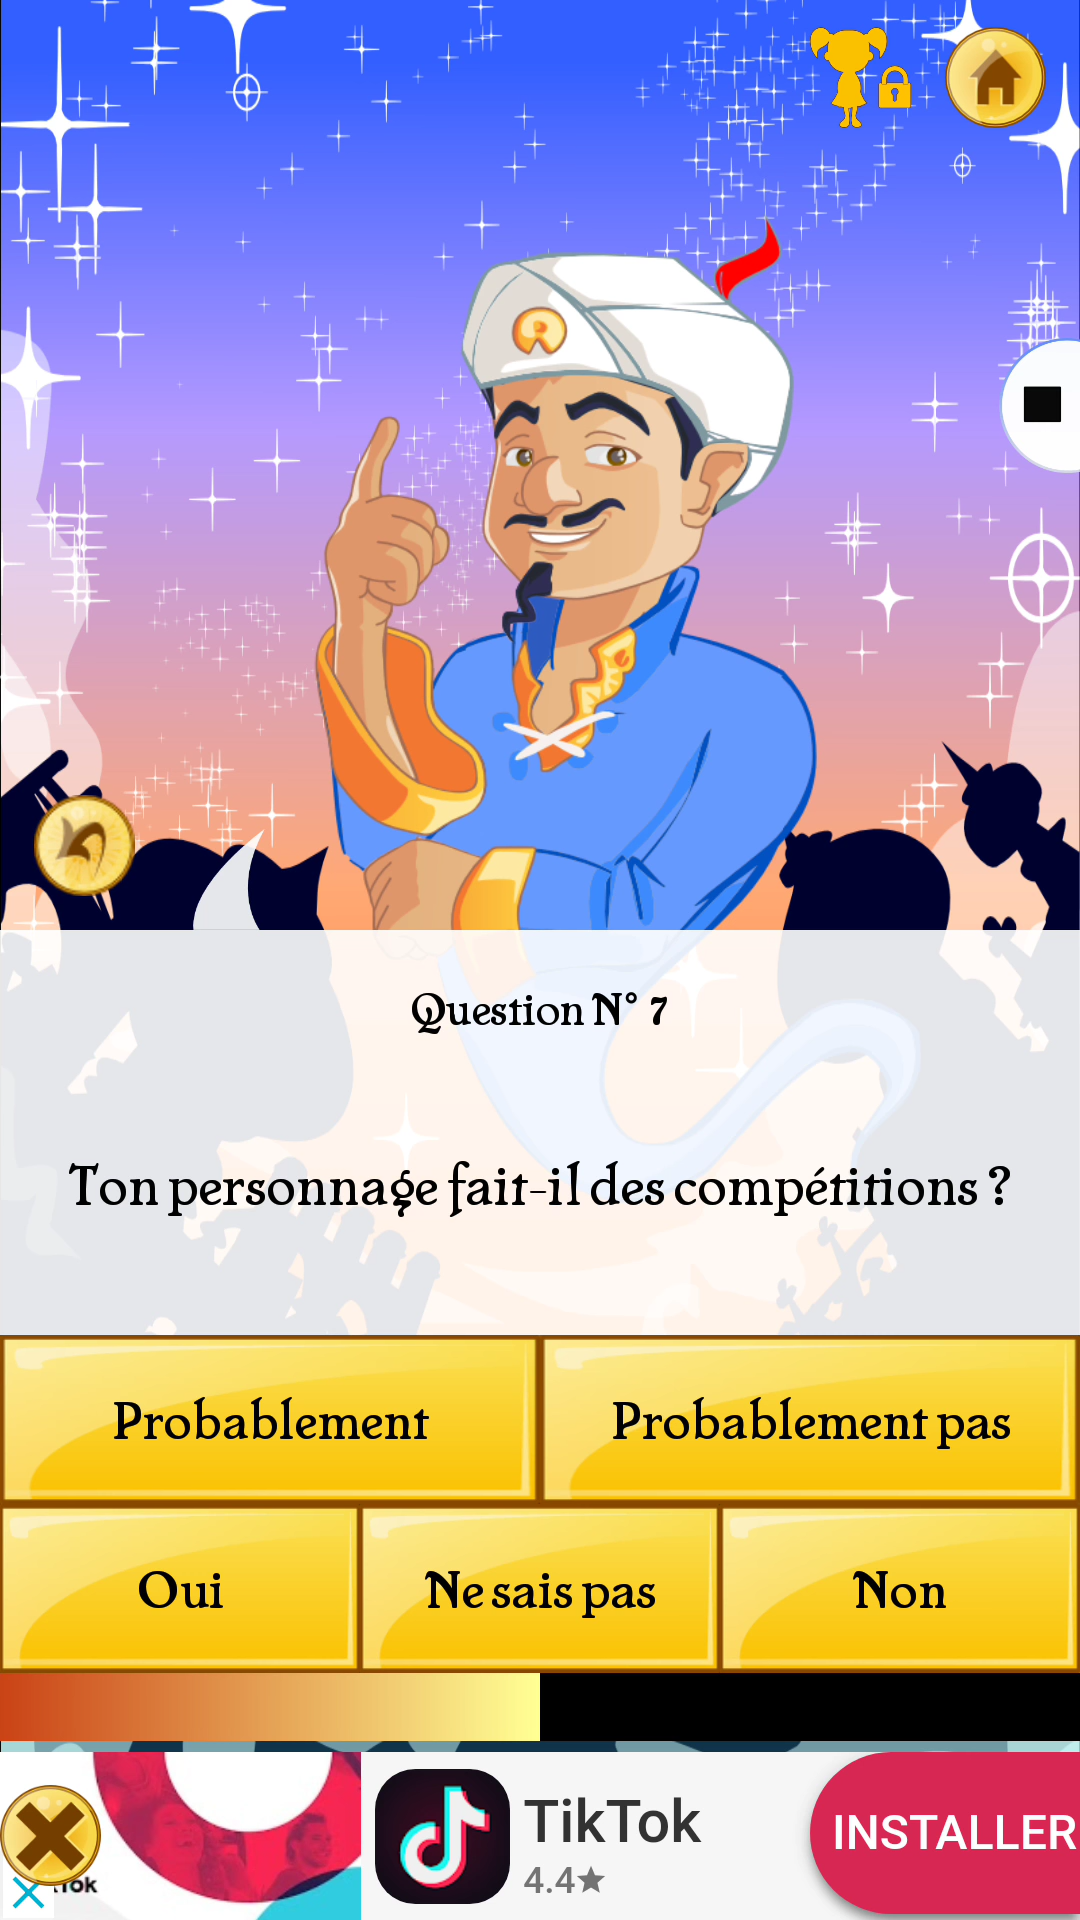 Question N° 7
Ton personnage fait-il des compétitions ?
Probablement
Probablement pas
Oui
Ne sais pas
Non
TikTok
4.4★
INSTALLER